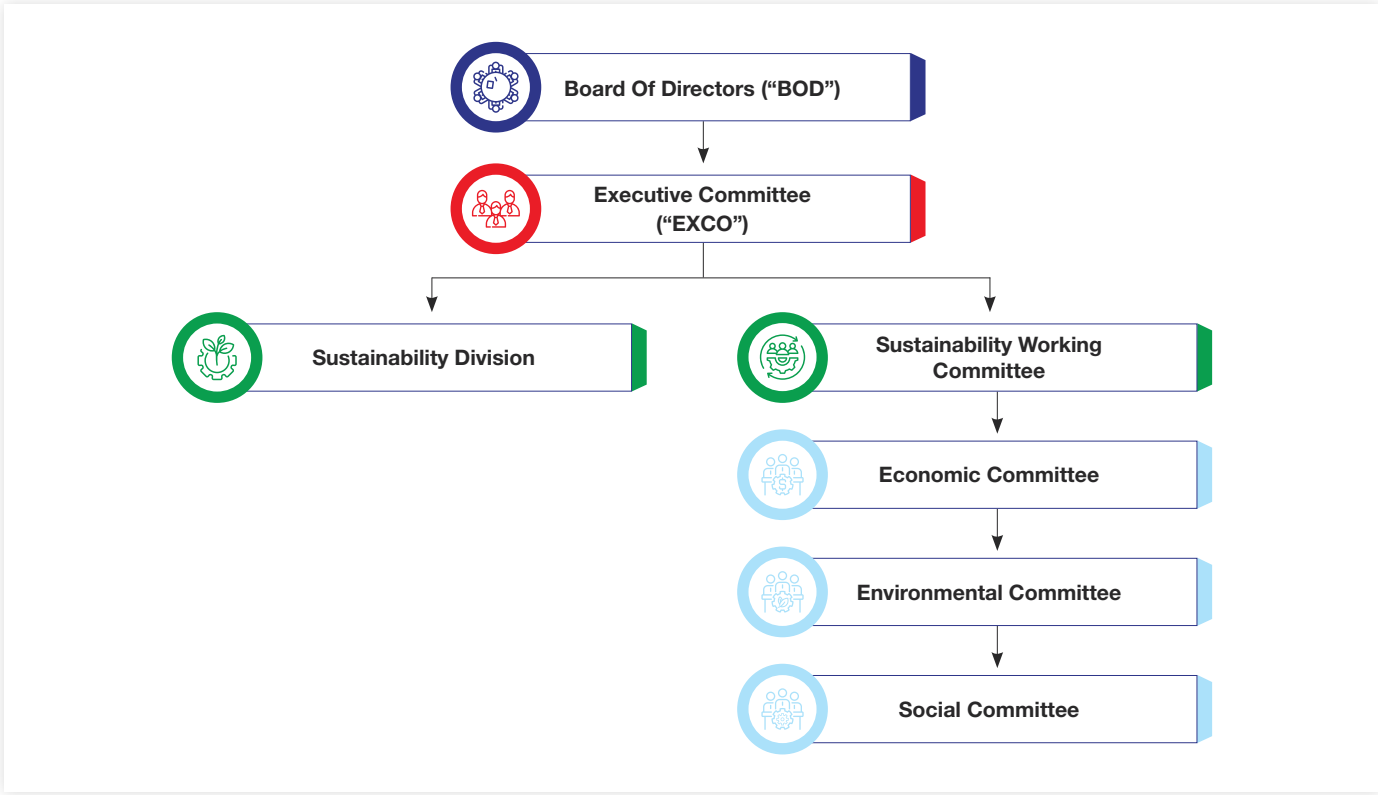 Board Of Directors (“BOD”)
Executive Committee
(“EXCO”)
Sustainability Division
Sustainability Working
Committee
Economic Committee
Environmental Committee
Social Committee